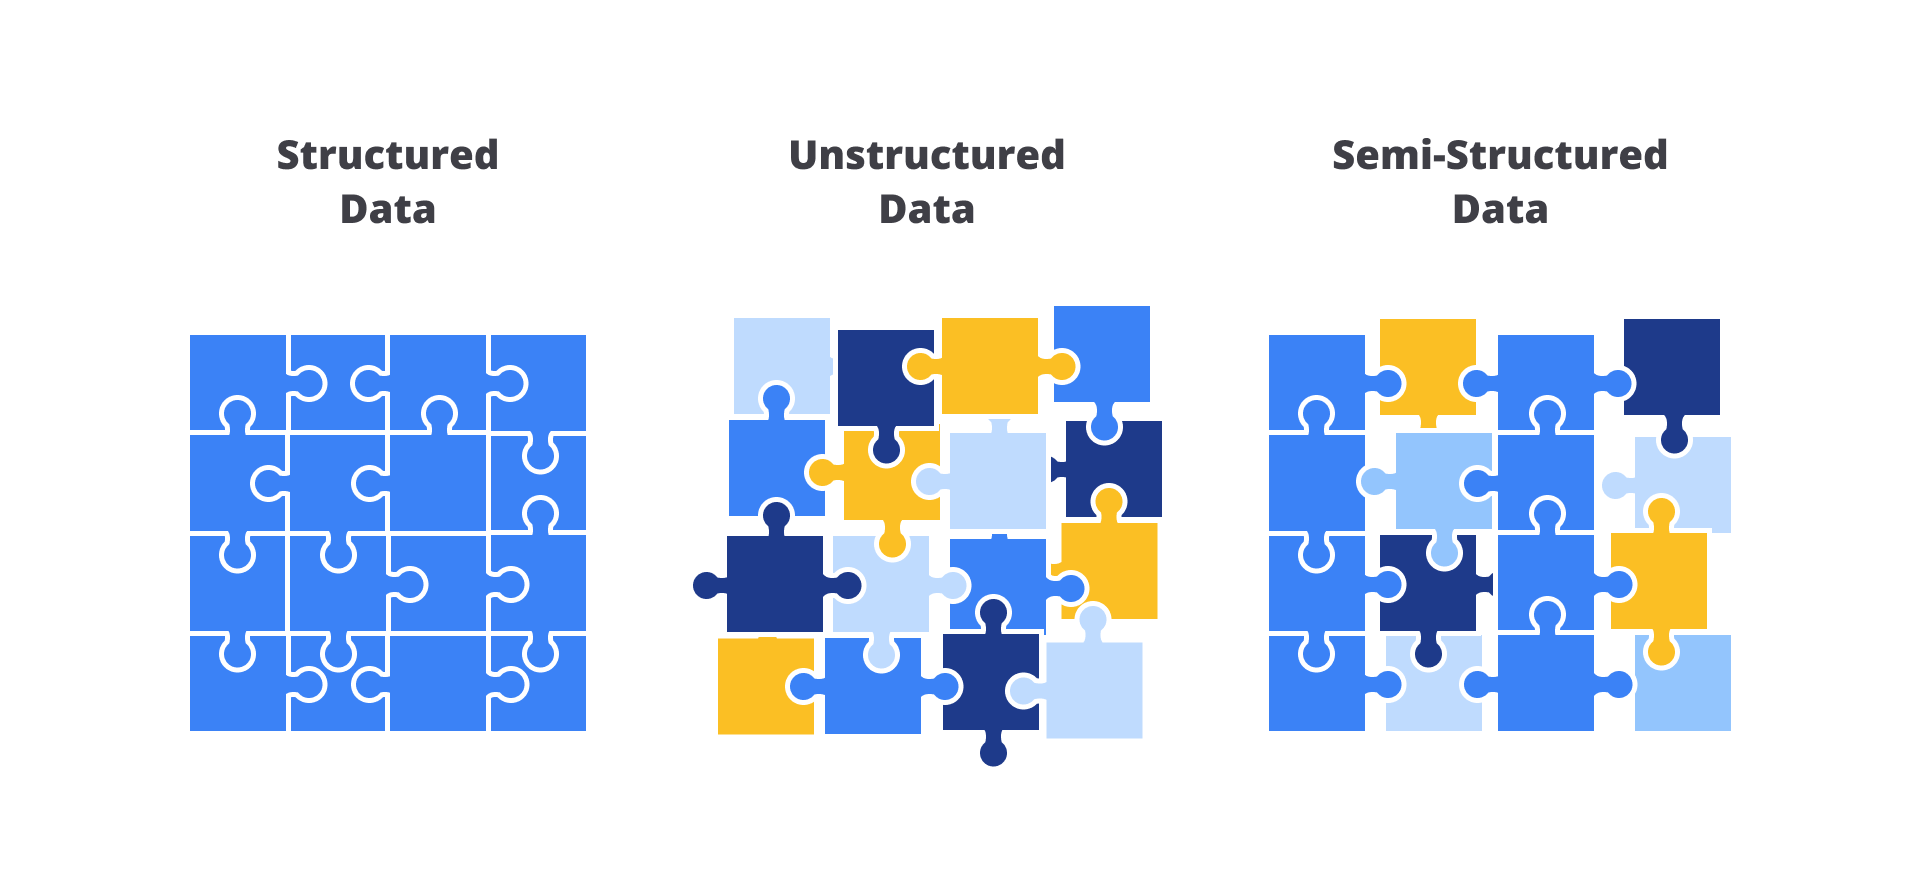 Structured
Data
Unstructured
Data
Semi-Structured
Data